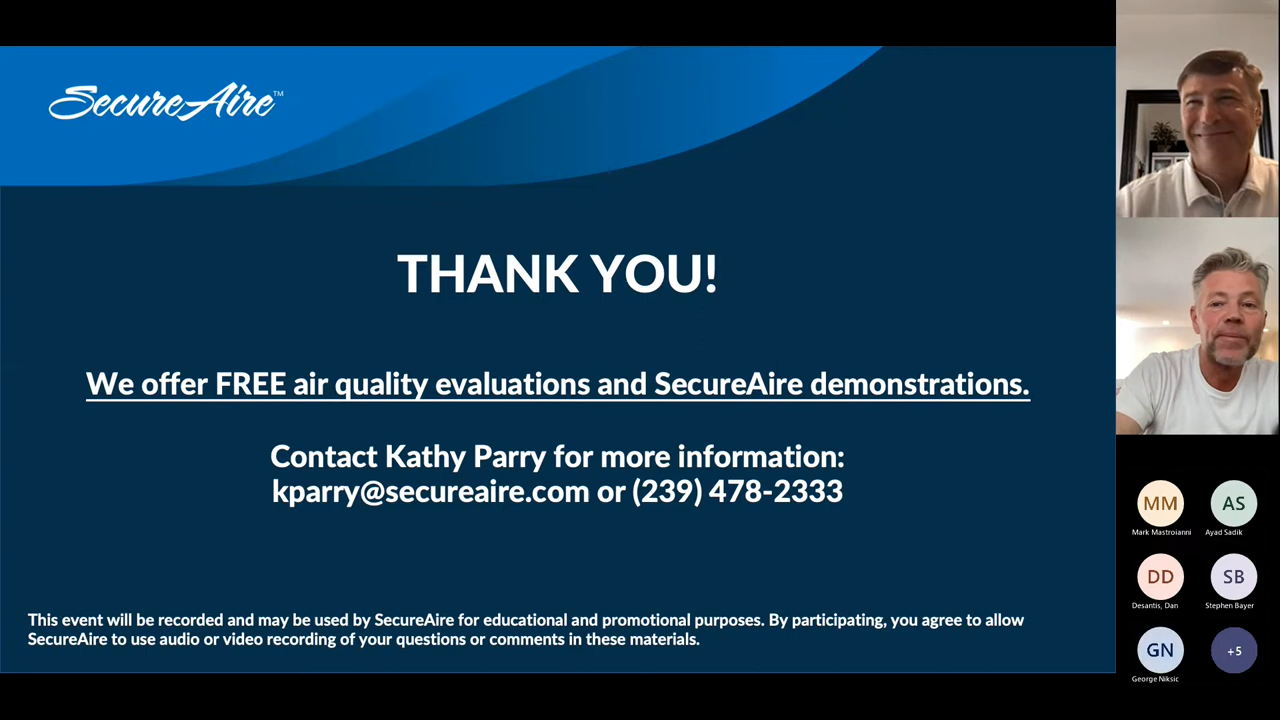 SecureAire™
THANK YOU!
We offer FREE air quality evaluations and SecureAire demonstrations.
Contact Kathy Parry for more information:
kparry@secureaire.com or (239) 478-2333
This event will be recorded and may be used by SecureAire for educational and promotional purposes. By participating, you agree to allow
SecureAire to use audio or video recording of your questions or comments in these materials.
MM AS
Mark Mastroianni Ayad Sadik
DD SB
Desantis, Dan Stephen Bayer
GN +5
George Niksic